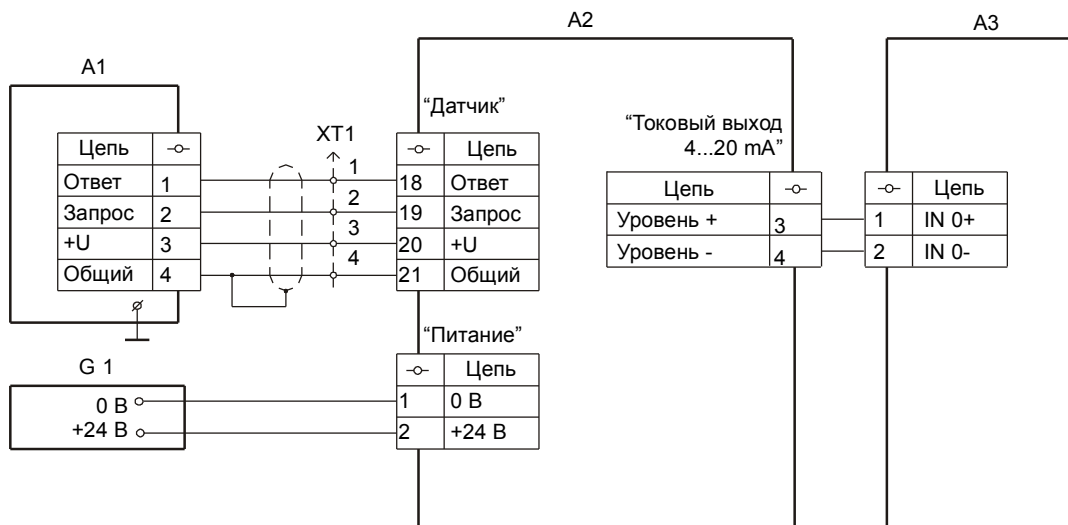 A2
A3
A1
“Датчик”
“Токовый выход
4...20 mA”
XT1
Цепь
Ответ 1
Запрос 2
+U 3
Общий 4
1
2
3
4
Цепь
18 Ответ
19 Запрос
20 +U
21 Общий
Цепь
Уровень + 3
Уровень - 4
Цепь
1 IN 0+
2 IN 0-
“Питание”
G 1
0 В
+24 В
Цепь
1 0 В
2 +24 В